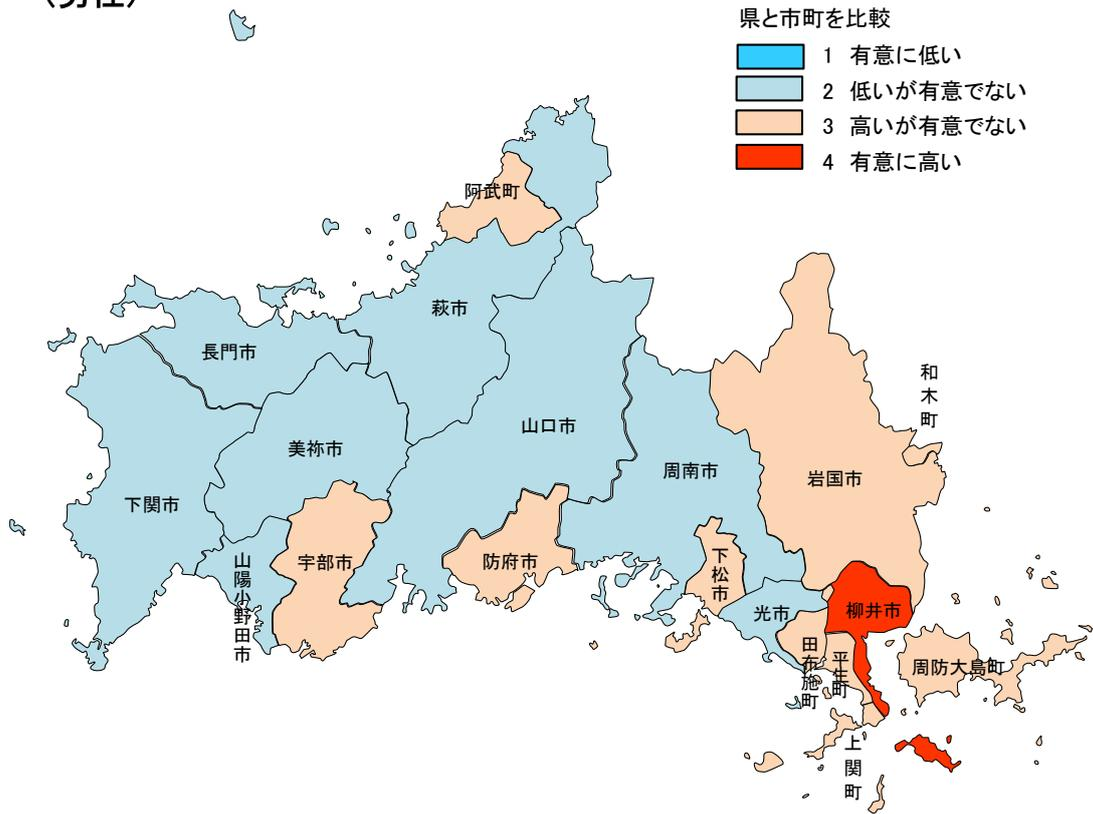 (男性)
県と市町を比較
1 有意に低い
2 低いが有意でない
3 高いが有意でない
4 有意に高い
阿武町
萩市
長門市
和木町
山口市
美祢市
周南市
岩国市
下関市
山陽小野田市
宇部市
防府市
下松市
光市
柳井市
田布施町
平生町
周防大島町
上関町